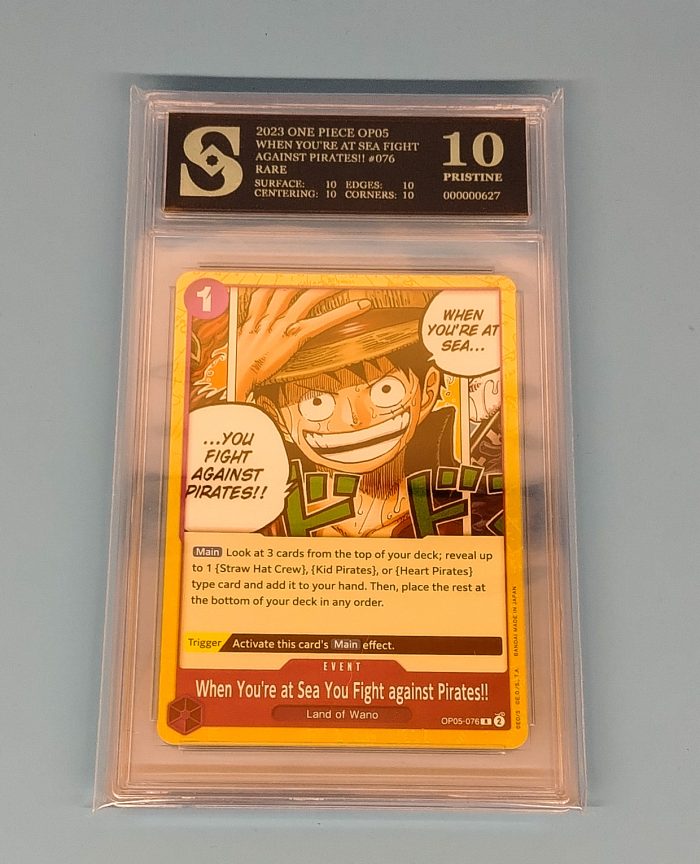 2023 ONE PIECE OP05
WHEN YOU'RE AT SEA FIGHT
AGAINST PIRATES!! #076
RARE
SURFACE: 10 EDGES: 10
CENTERING: 10 CORNERS: 10
10
PRISTINE
000000627
1
WHEN
YOU'RE AT
SEA...
...YOU
FIGHT
AGAINST
PIRATES!!
ド ド
Main Look at 3 cards from the top of your deck; reveal up
to 1 {Straw Hat Crew}, {Kid Pirates}, or {Heart Pirates}
type card and add it to your hand. Then, place the rest at
the bottom of your deck in any order.
Trigger Activate this card's Main effect.
EVENT
When You're at Sea You Fight against Pirates!!
Land of Wano
OP05-076 R 2
BANDAI MADE IN JAPAN